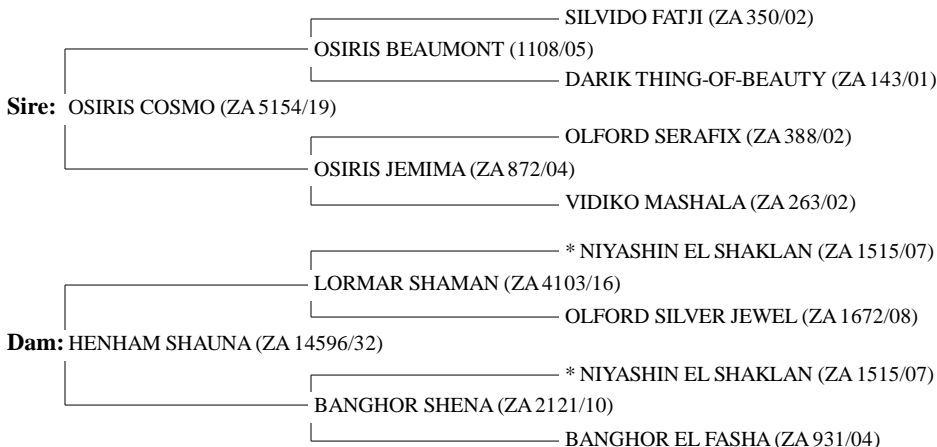 SILVIDO FATJI (ZA 350/02)
OSIRIS BEAUMONT (1108/05)
DARIK THING-OF-BEAUTY (ZA 143/01)
Sire: OSIRIS COSMO (ZA 5154/19)
OLFORD SERAFIX (ZA 388/02)
OSIRIS JEMIMA (ZA 872/04)
VIDIKO MASHALA (ZA 263/02)
* NIYASHIN EL SHAKLAN (ZA 1515/07)
LORMAR SHAMAN (ZA 4103/16)
OLFORD SILVER JEWEL (ZA 1672/08)
Dam: HENHAM SHAUNA (ZA 14596/32)
* NIYASHIN EL SHAKLAN (ZA 1515/07)
BANGHOR SHENA (ZA 2121/10)
BANGHOR EL FASHA (ZA 931/04)